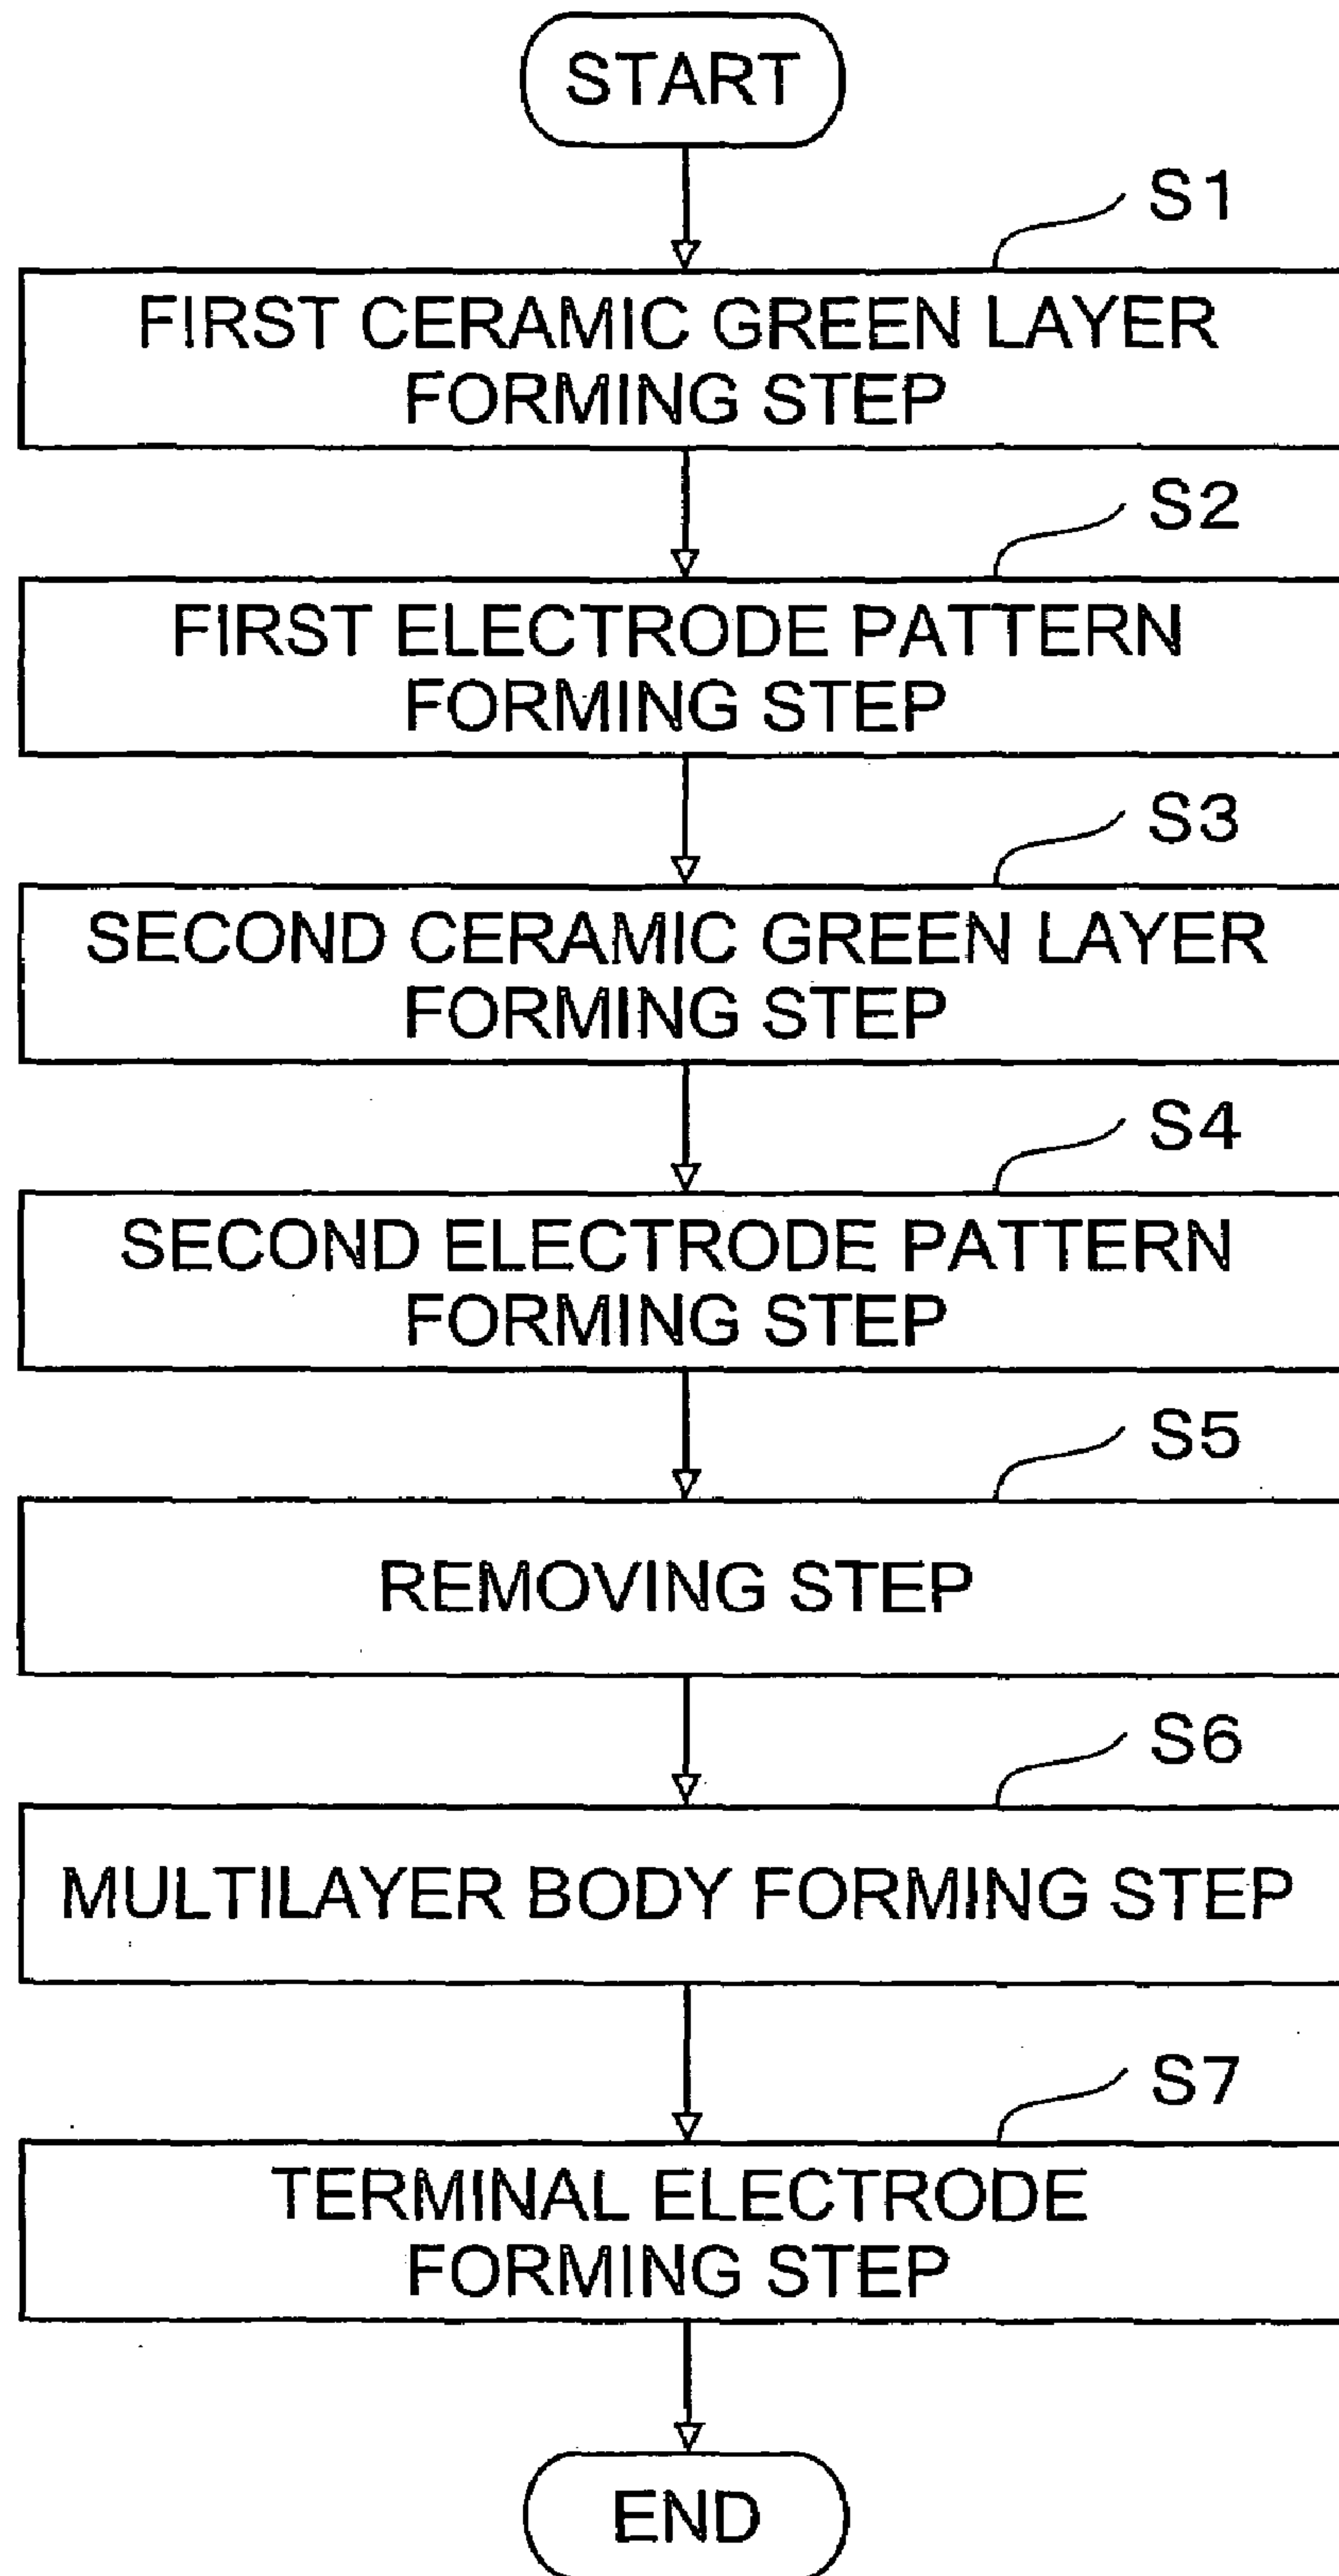 START
S1
FIRST CERAMIC GREEN LAYER
FORMING STEP
S2
FIRST ELECTRODE PATTERN
FORMING STEP
S3
SECOND CERAMIC GREEN LAYER
FORMING STEP
S4
SECOND ELECTRODE PATTERN
FORMING STEP
S5
REMOVING STEP
S6
MULTILAYER BODY FORMING STEP
S7
TERMINAL ELECTRODE
FORMING STEP
END